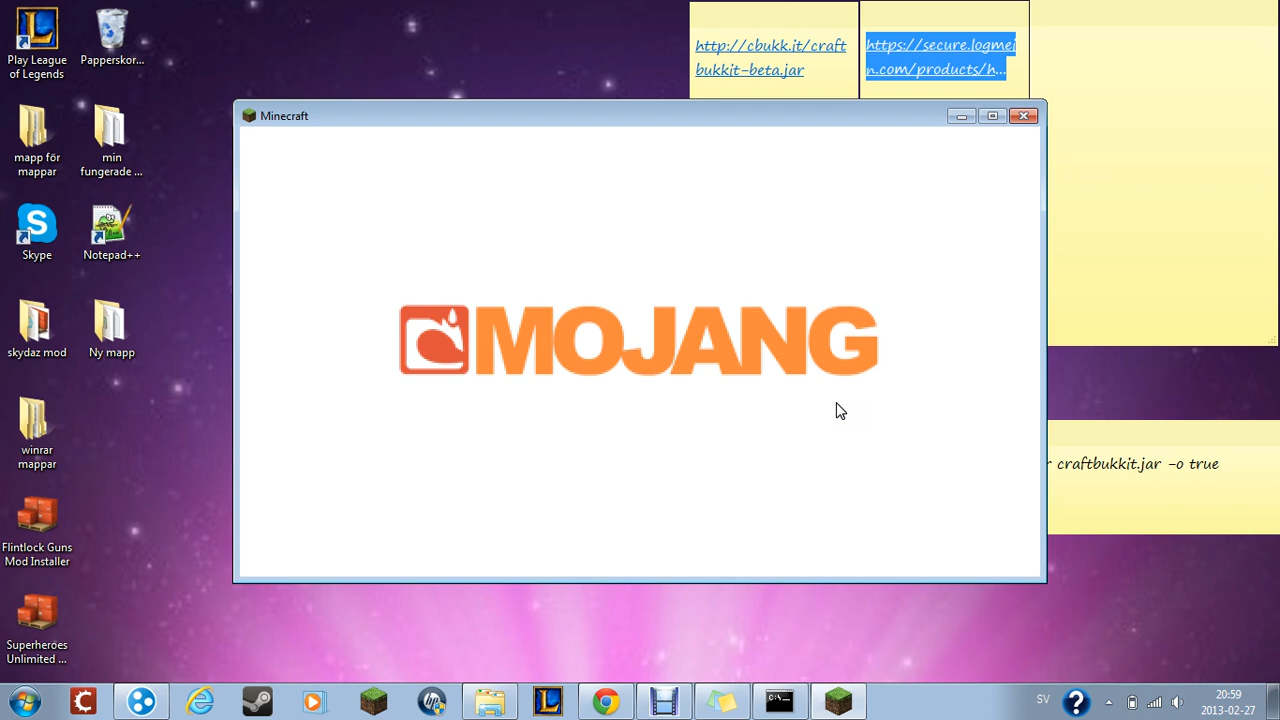 Play League
of Legends
Papperskor...
mapp för
mappar
min
fungerade ...
Skype
Notepad++
skydaz mod
Ny mapp
winrar
mappar
Flintlock Guns
Mod Installer
Superheroes
Unlimited ...
http://cbukk.it/craft
bukkit-beta.jar
https://secure.logmei
n.com/products/h...
Minecraft
MOJANG
craftbukkit.jar -o true
C:\.
SV
20:59
2013-02-27